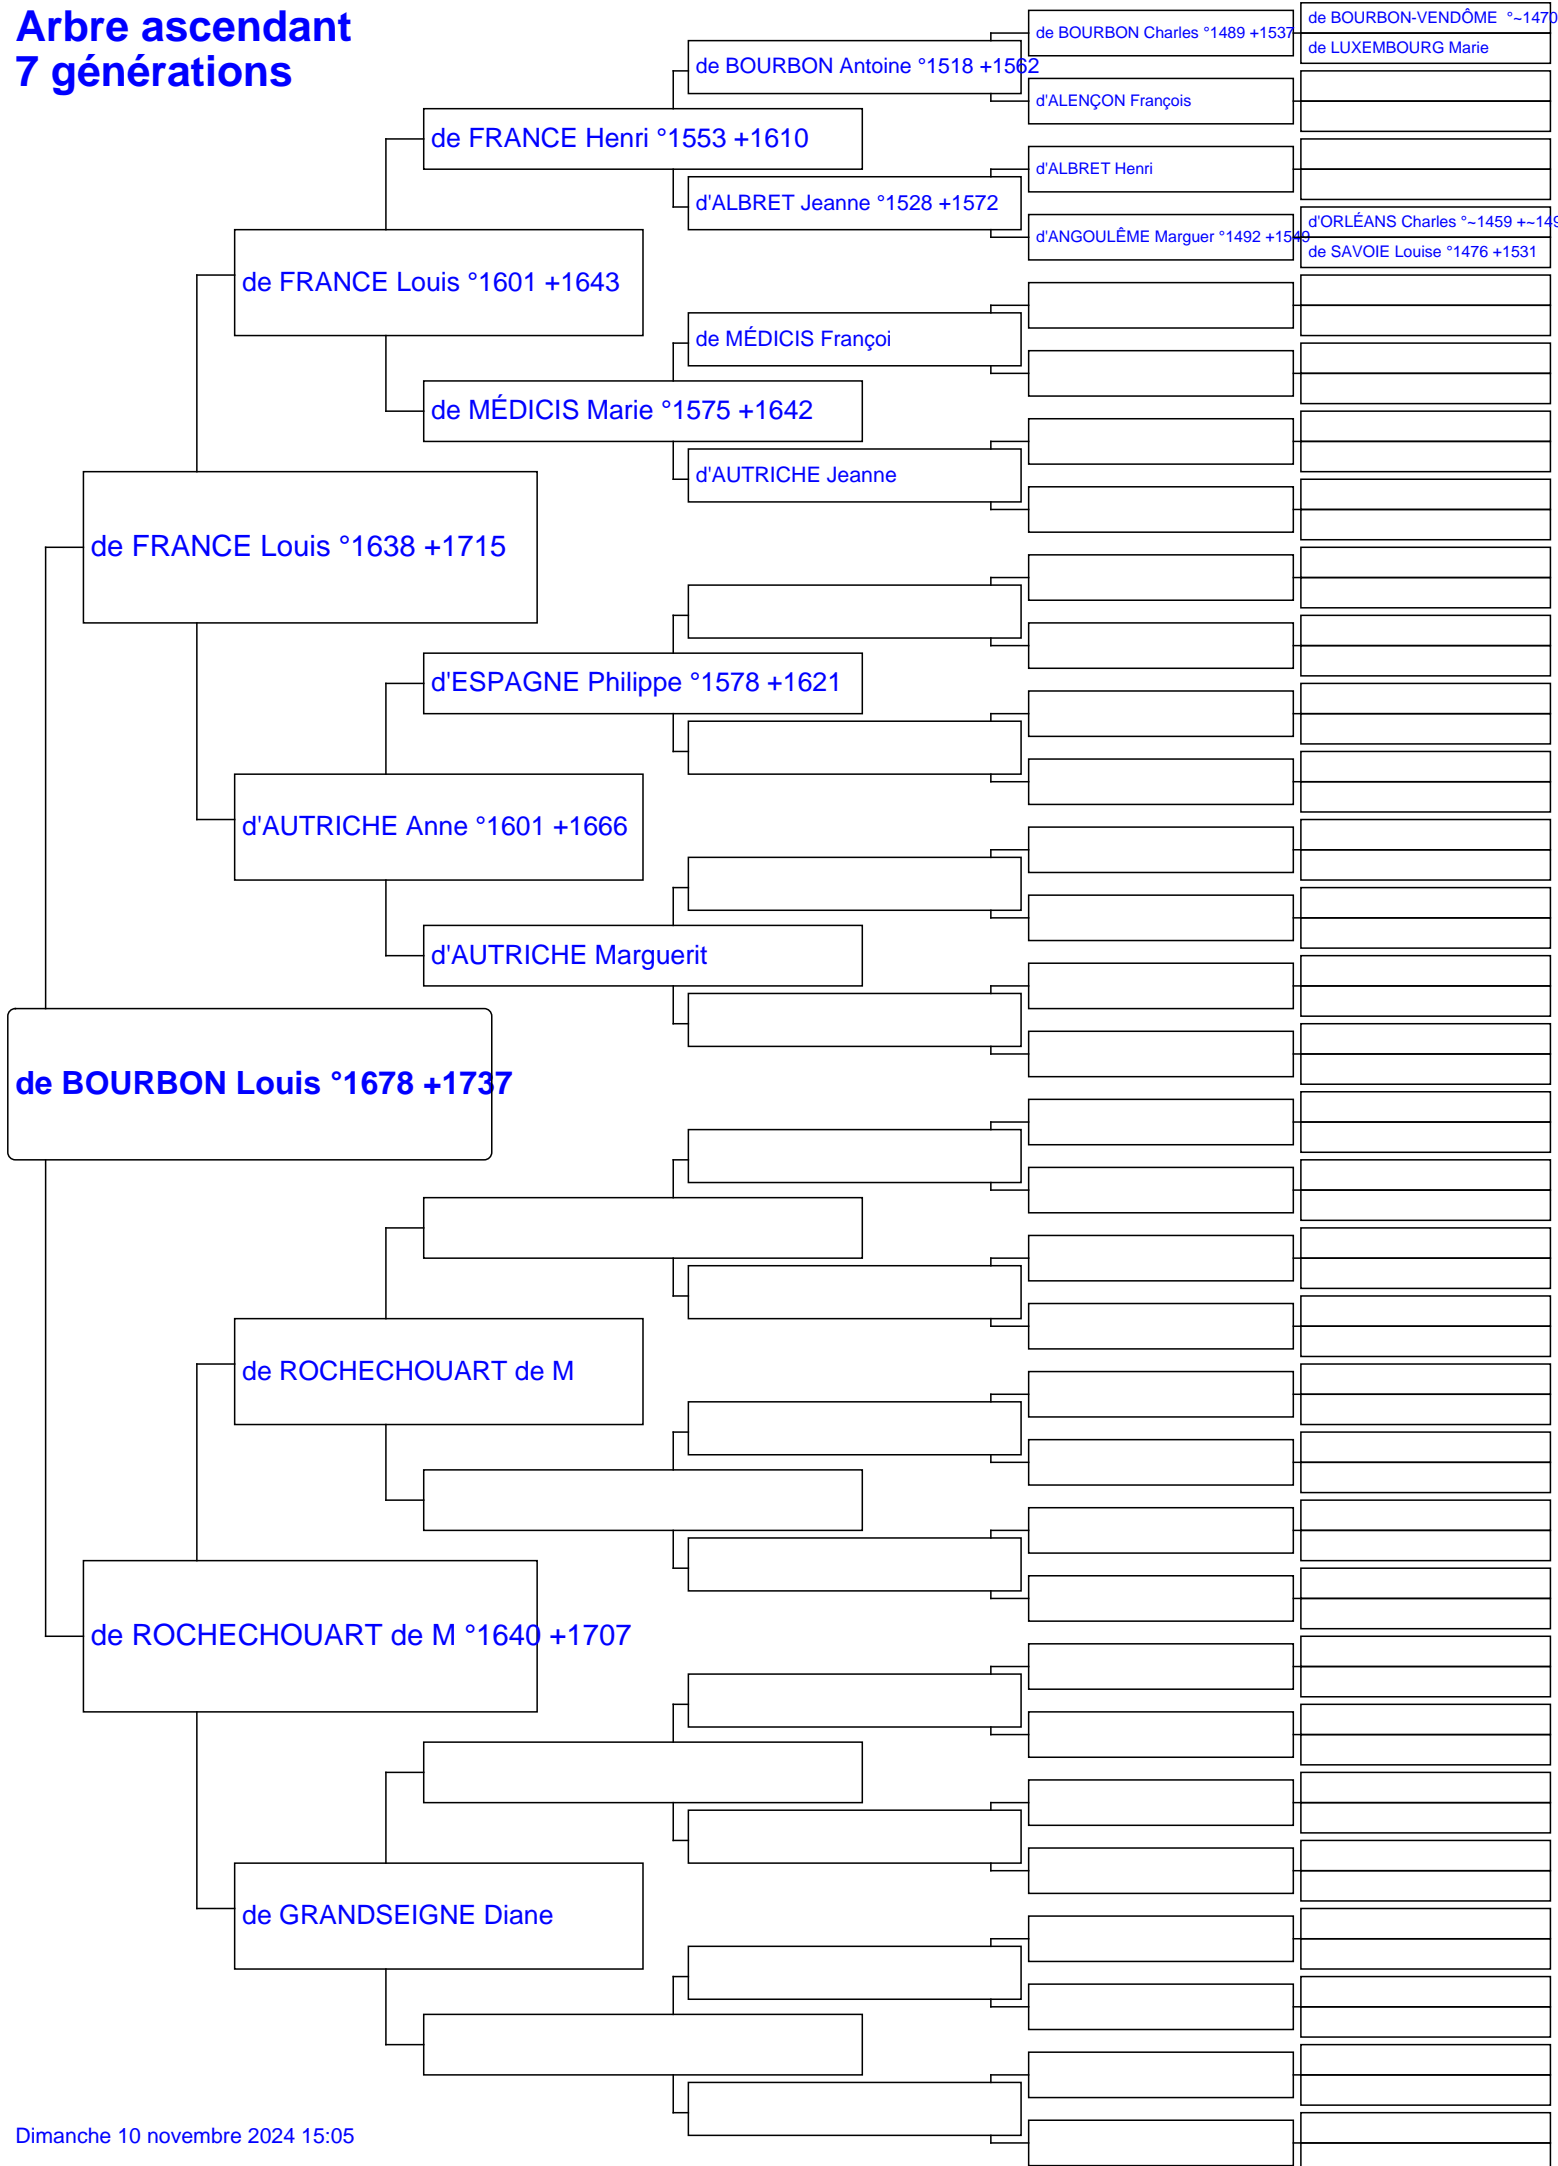 Arbre ascendant
7 générations
de BOURBON-VENDÔME °~1470
de BOURBON Charles °1489 +1537
de LUXEMBOURG Marie
de BOURBON Antoine °1518 +1562
d'ALENÇON François
de FRANCE Henri °1553 +1610
d'ALBRET Henri
d'ALBRET Jeanne °1528 +1572
d'ORLÉANS Charles °~1459 +~149
d'ANGOULÊME Marguer °1492 +1549
de SAVOIE Louise °1476 +1531
de FRANCE Louis °1601 +1643
de MÉDICIS Françoi
de MÉDICIS Marie °1575 +1642
d'AUTRICHE Jeanne
de FRANCE Louis °1638 +1715
d'ESPAGNE Philippe °1578 +1621
d'AUTRICHE Anne °1601 +1666
d'AUTRICHE Marguerit
de BOURBON Louis °1678 +1737
de ROCHECHOUART de M
de ROCHECHOUART de M °1640 +1707
de GRANDSEIGNE Diane
Dimanche 10 novembre 2024 15:05